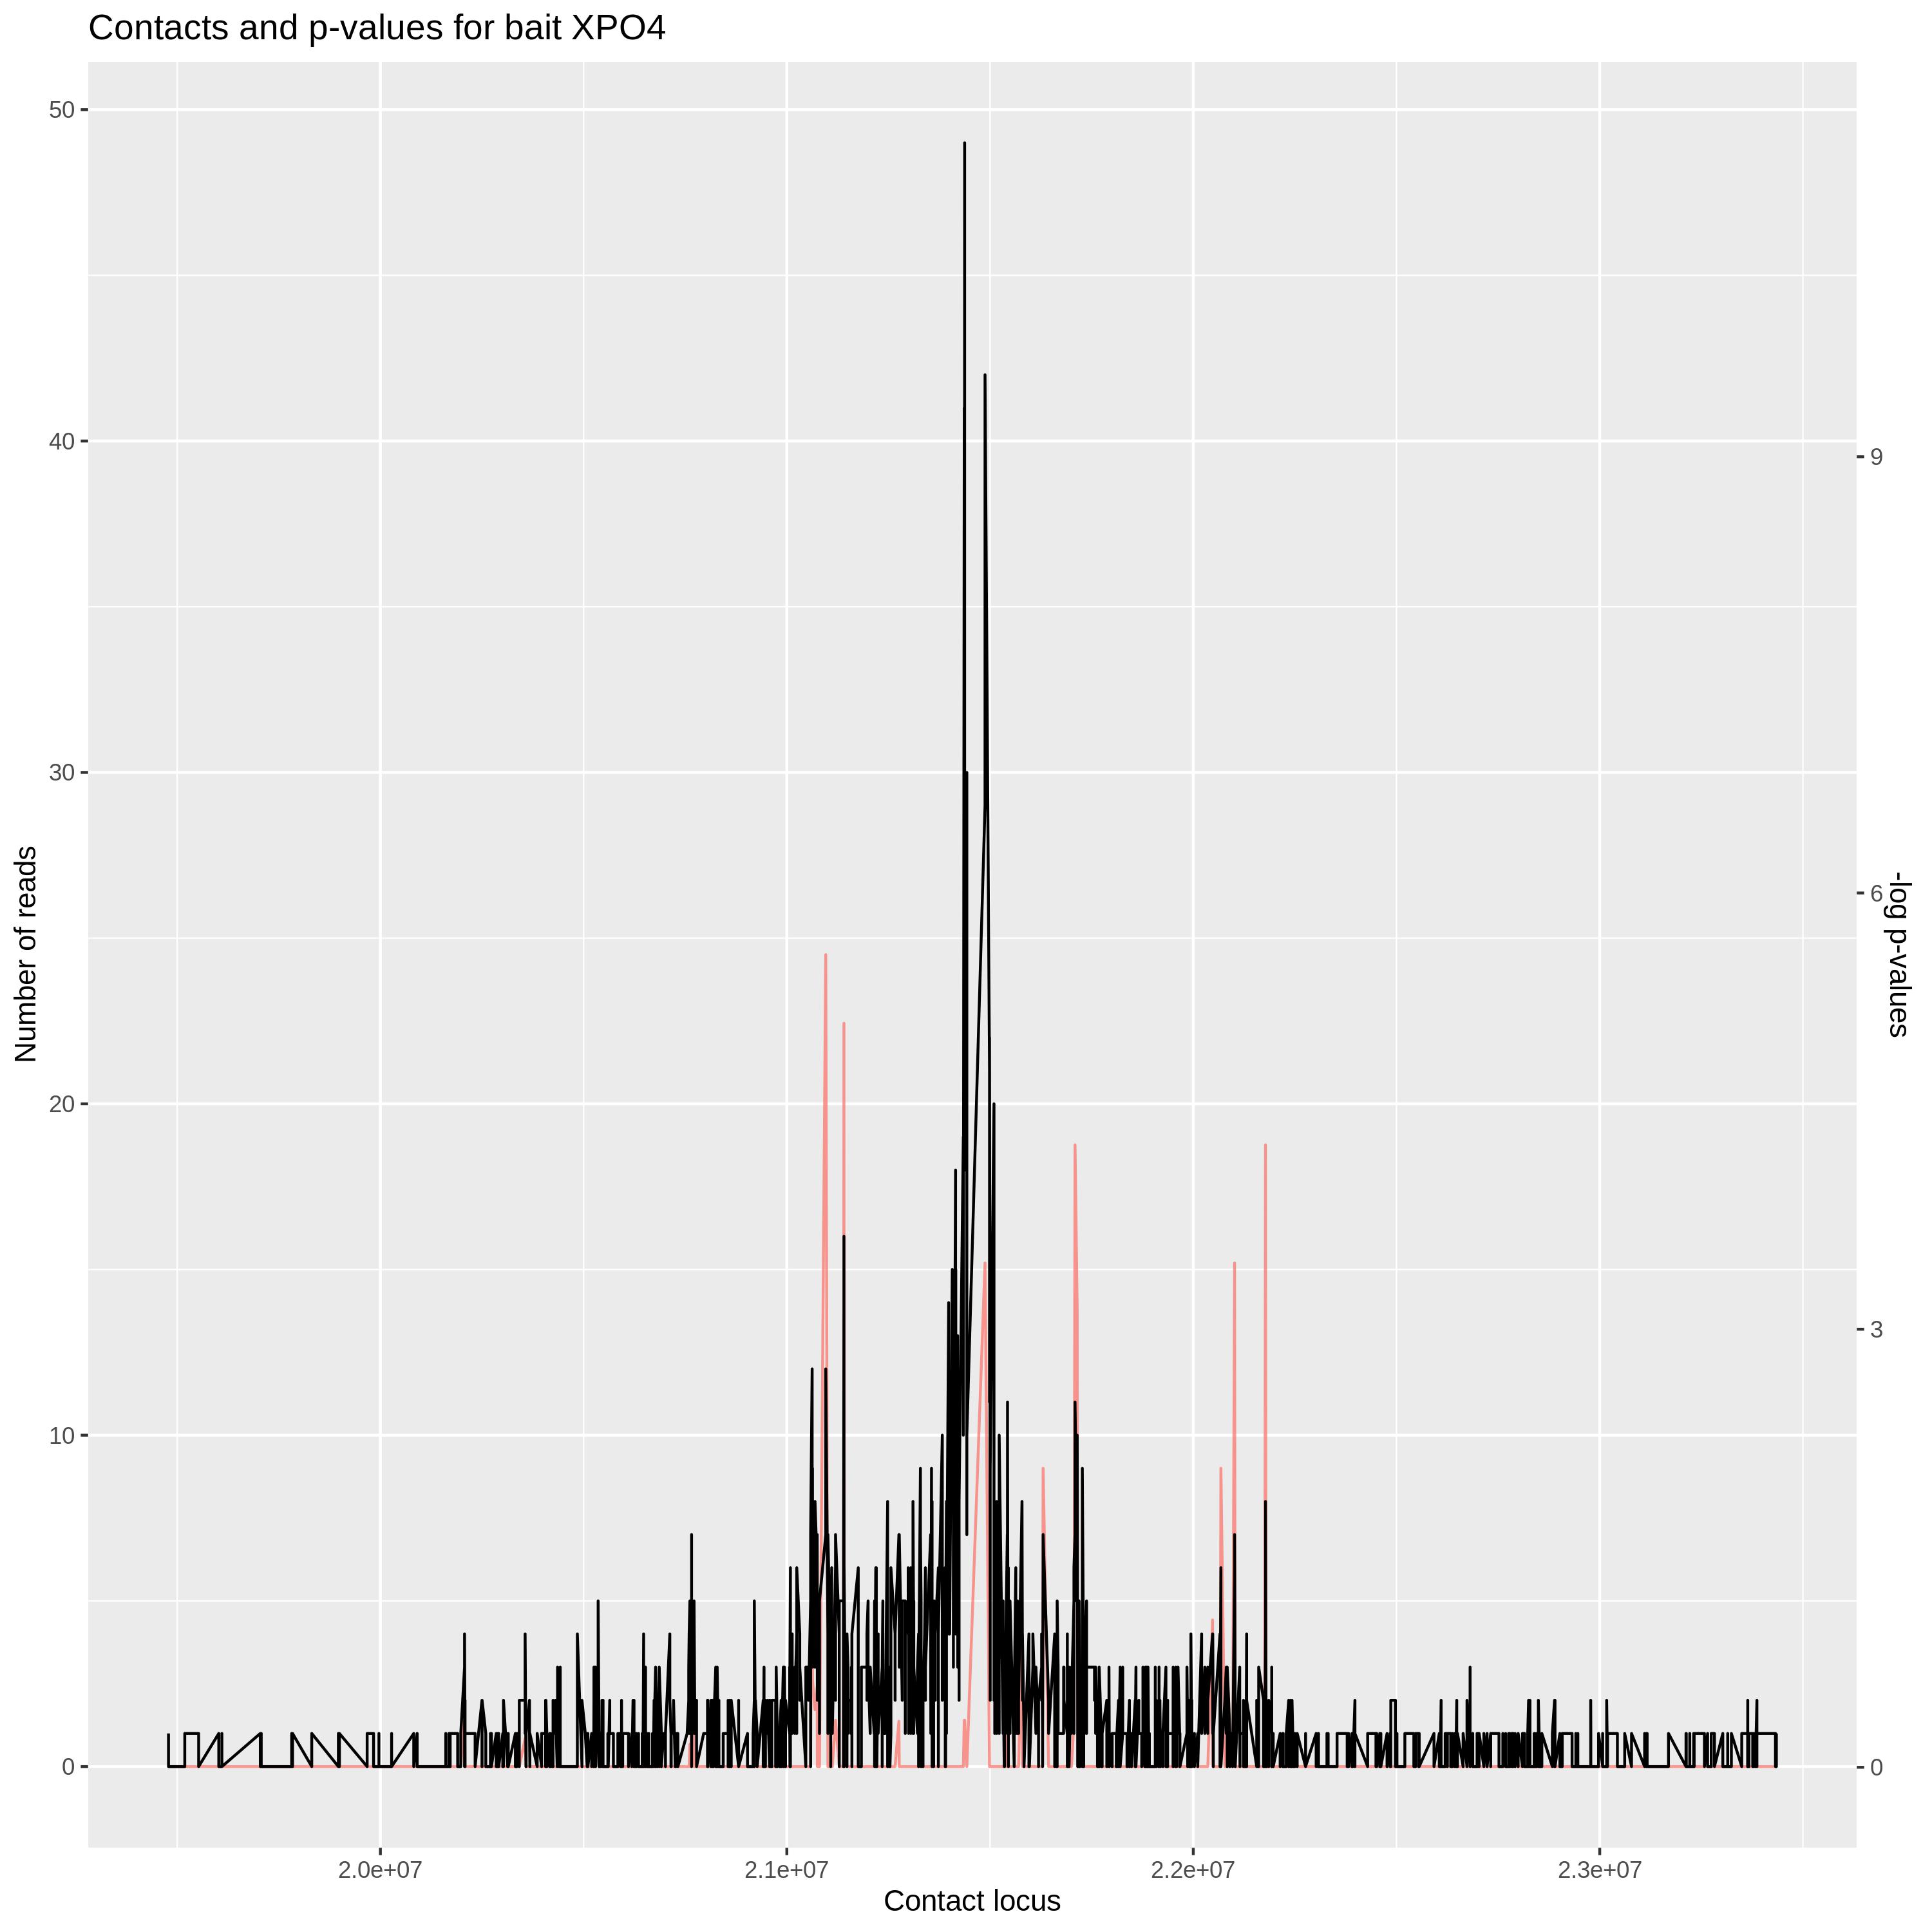 Contacts and p-values for bait XPO4
50
40
30
20
10
0
Number of reads
9
6
3
0
-log p-values
2.0e+07 2.1e+07 2.2e+07 2.3e+07
Contact locus